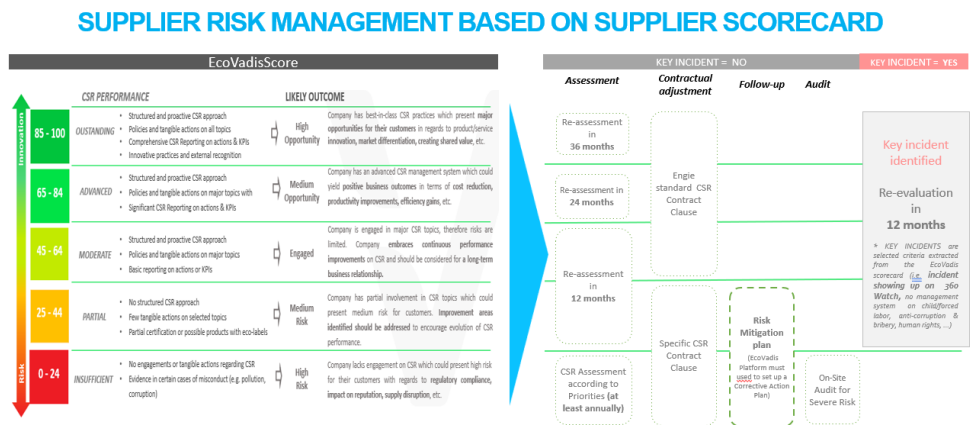 SUPPLIER RISK MANAGEMENT BASED ON SUPPLIER SCORECARD
EcoVadisScore
CSR PERFORMANCE
LIKELY OUTCOME
Innovation
85 - 100
OUSTANDING
• Structured and proactive CSR approach
• Policies and tangible actions on all topics
• Comprehensive CSR Reporting on actions & KPIs
• Innovative practices and external recognition
High
Opportunity
Company has best-in-class CSR practices which present major
opportunities for their customers in regards to product/service
innovation, market differentiation, creating shared value, etc.
65 - 84
ADVANCED
• Structured and proactive CSR approach
• Policies and tangible actions on major topics with
• Significant CSR Reporting on actions & KPIs
Medium
Opportunity
Company has an advanced CSR management system which could
yield positive business outcomes in terms of cost reduction,
productivity improvements, efficiency gains, etc.
45 - 64
MODERATE
• Structured and proactive CSR approach
• Policies and tangible actions on major topics
• Basic reporting on actions or KPIs
Engaged
Company is engaged in major CSR topics, therefore risks are
limited. Company embraces continuous performance
improvements on CSR and should be considered for a long-term
business relationship.
25 - 44
PARTIAL
• No structured CSR approach
• Few tangible actions on selected topics
• Partial certification or possible products with eco-labels
Medium
Risk
Company has partial involvement in CSR topics which could
present medium risk for customers. Improvement areas
identified should be addressed to encourage evolution of CSR
performance.
Risk
0 - 24
INSUFFICIENT
• No engagements or tangible actions regarding CSR
• Evidence in certain cases of misconduct (e.g. pollution,
corruption)
High
Risk
Company lacks engagement on CSR which could present high risk
for their customers with regards to regulatory compliance,
impact on reputation, supply disruption, etc.
KEY INCIDENT = NO
Assessment
Contractual
adjustment
Follow-up
Audit
Re-assessment
in
36 months
Re-assessment in
24 months
Re-assessment in
12 months
CSR Assessment
according to
Priorities (at
least annually)
Engie
standard CSR
Contract
Clause
Specific CSR
Contract
Clause
Risk
Mitigation
plan
(EcoVadis
Platform must
used to set up a
Corrective Action
Plan)
On-Site
Audit for
Severe Risk
KEY INCIDENT = YES
Key incident
identified
Re-evaluation
in
12 months
* KEY INCIDENTS are
selected criteria extracted
from the EcoVadis
scorecard (i.e. incident
showing up on 360
Watch, no management
system on child/forced
labor, anti-corruption &
bribery, human rights, ...)